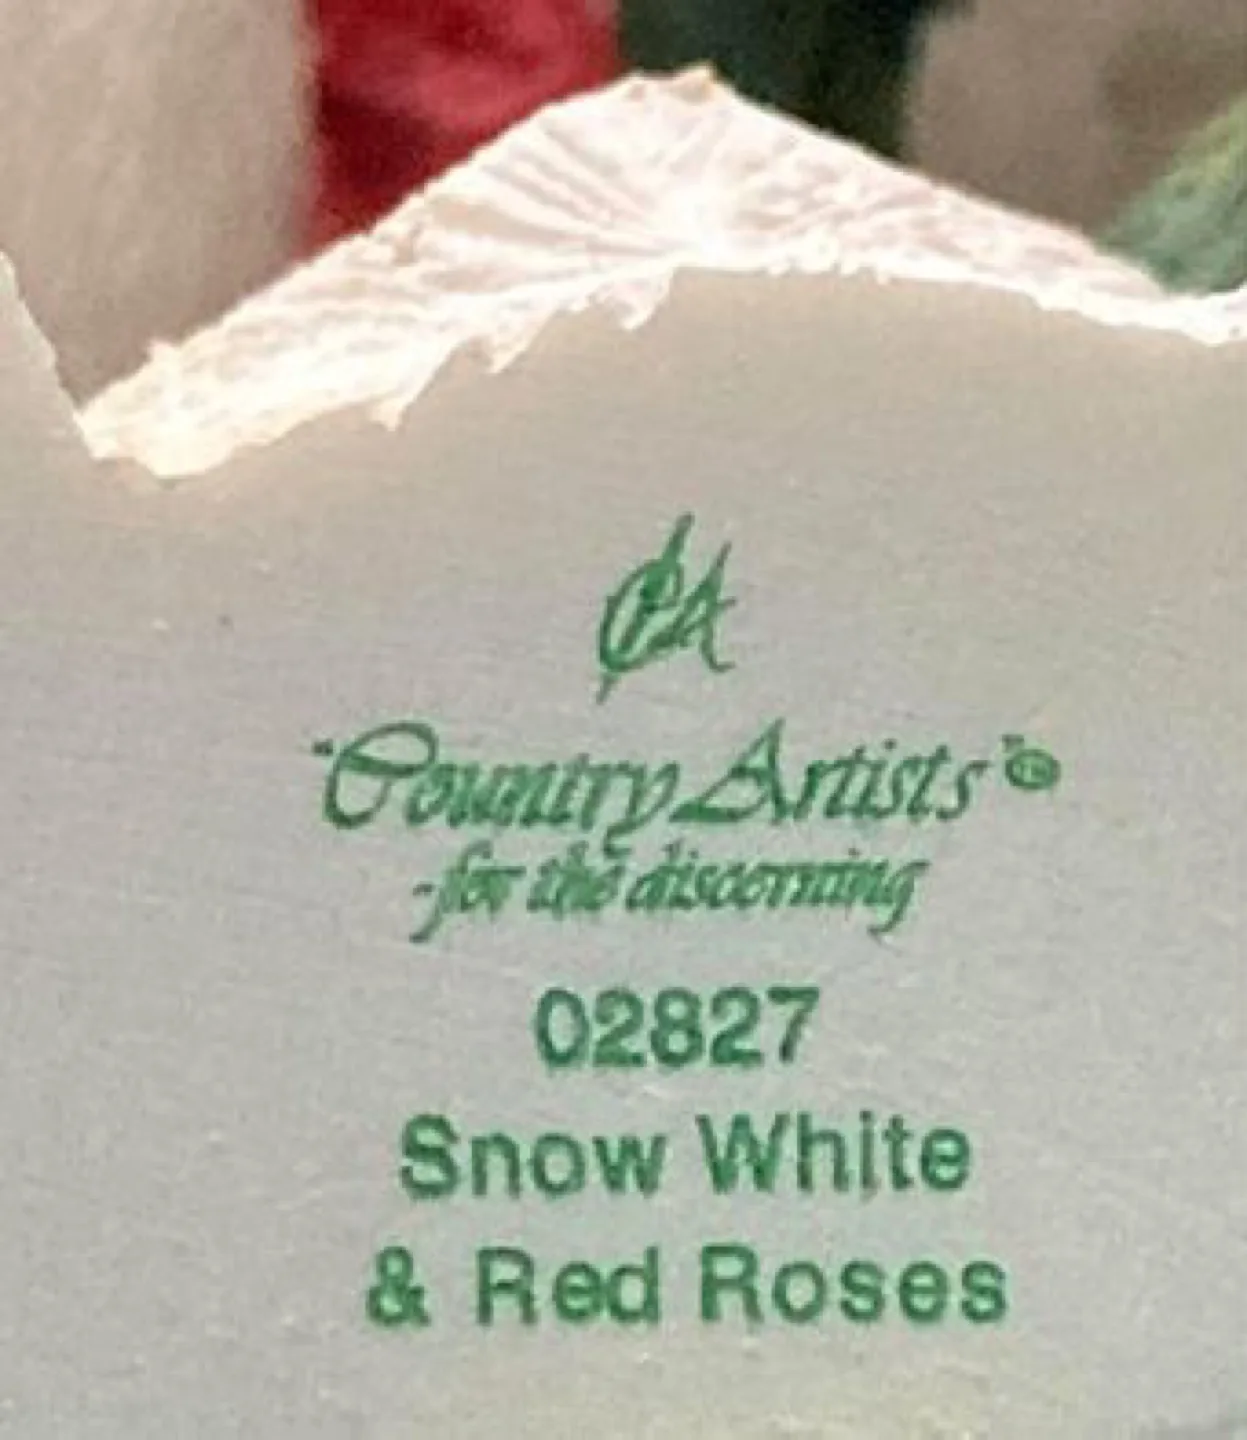 CA
"Country Artists"®
-for the discerning
02827
Snow White
& Red Roses